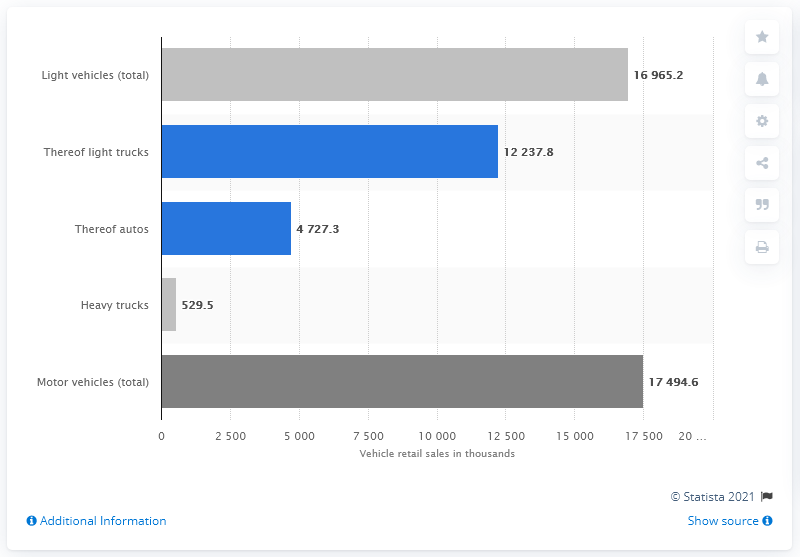 Light vehicles (total)
16 965.2
Thereof light trucks
12 237.8
Thereof autos
4 727.3
Heavy trucks
529.5
Motor vehicles (total)
17 494.6
0 2 500 5 000 7 500 10 000 12 500 15 000 17 500 20 ...
Vehicle retail sales in thousands
© Statista 2021
Additional Information
Show source